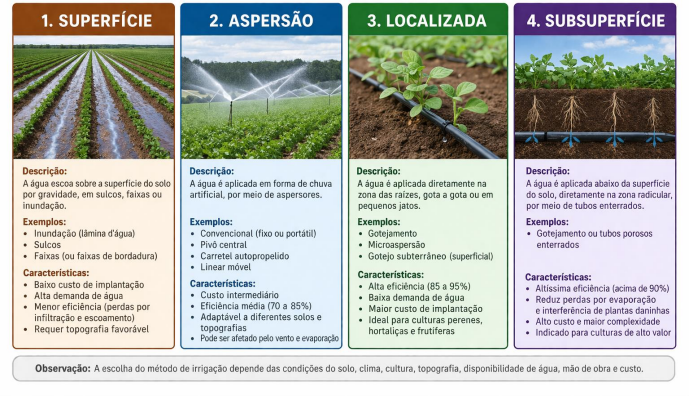 1. SUPERFÍCIE
Descrição:
A água escoa sobre a superfície do solo
por gravidade, em sulcos, faixas ou
inundação.
Exemplos:
• Inundação (lâmina d'água)
• Sulcos
• Faixas (ou faixas de bordadura)
Características:
• Baixo custo de implantação
• Alta demanda de água
• Menor eficiência (perdas por
infiltração e escoamento)
• Requer topografia favorável
2. ASPERSÃO
Descrição:
A água é aplicada em forma de chuva
artificial, por meio de aspersores.
Exemplos:
• Convencional (fixo ou portátil)
• Pivô central
• Carretel autopropelido
• Linear móvel
Características:
• Custo intermediário
• Eficiência média (70 a 85%)
• Adaptável a diferentes solos e
topografias
• Pode ser afetado pelo vento e evaporação
3. LOCALIZADA
Descrição:
A água é aplicada diretamente na
zona das raízes, gota a gota ou em
pequenos jatos.
Exemplos:
• Gotejamento
• Microaspersão
• Gotejo subterrâneo (superficial)
Características:
• Alta eficiência (85 a 95%)
• Baixa demanda de água
• Maior custo de implantação
• Ideal para culturas perenes,
hortaliças e frutíferas
4. SUBSUPERFÍCIE
Descrição:
A água é aplicada abaixo da superfície
do solo, diretamente na zona radicular,
por meio de tubos enterrados.
Exemplos:
• Gotejamento ou tubos porosos
enterrados
Características:
• Altíssima eficiência (acima de 90%)
• Reduz perdas por evaporação
e interferência de plantas daninhas
• Alto custo e maior complexidade
• Indicado para culturas de alto valor
Observação: A escolha do método de irrigação depende das condições do solo, clima, cultura, topografia, disponibilidade de água, mão de obra e custo.